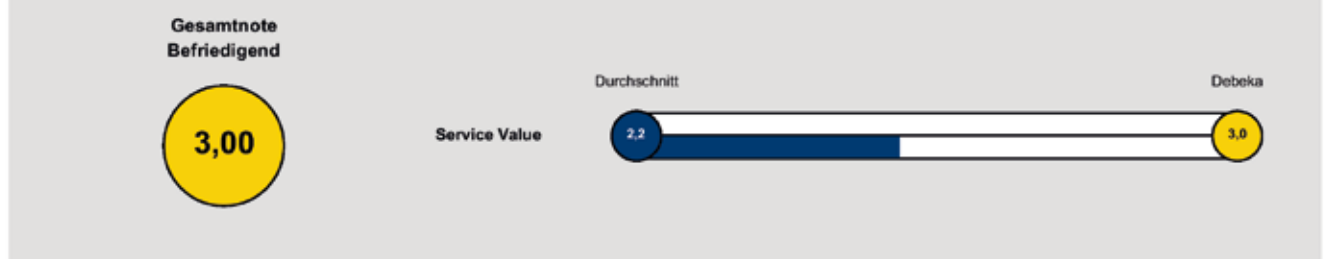 Gesamtnote
Befriedigend
3,00
Durchschnitt
Debeka
Service Value
2,2
3,0